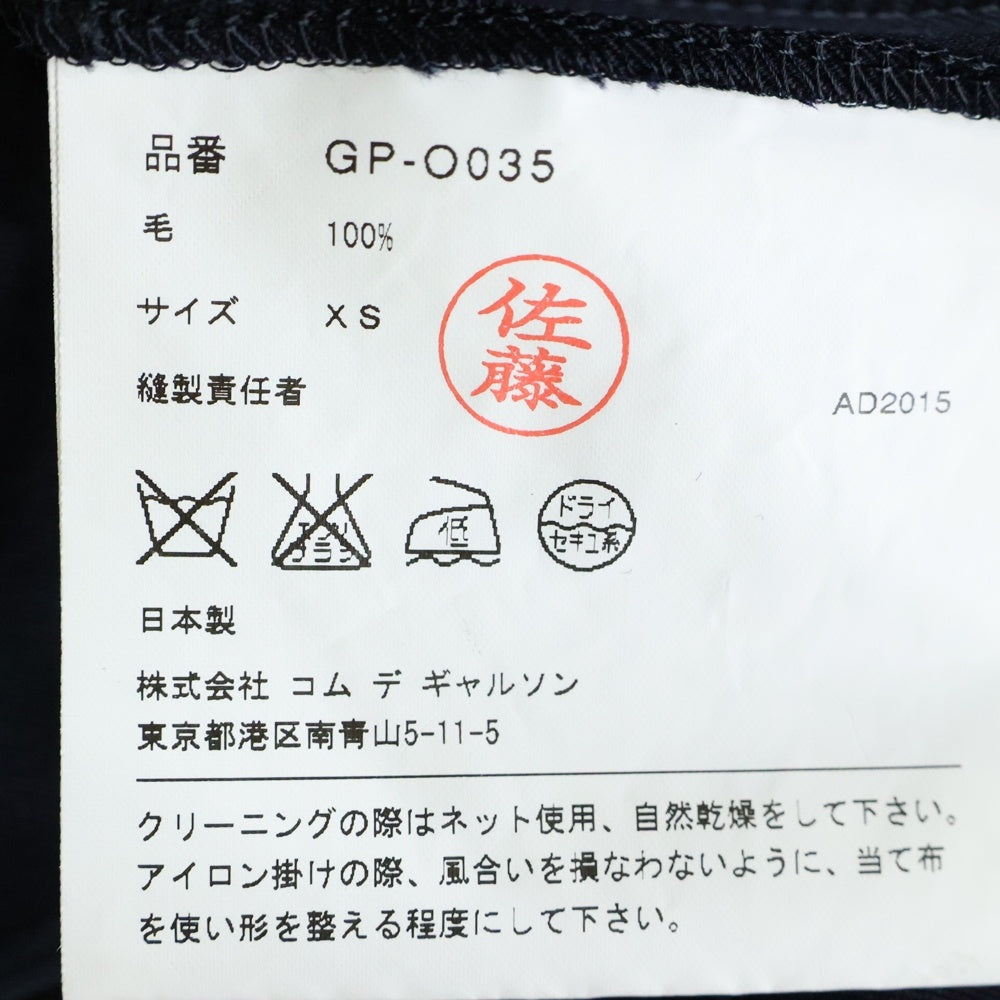 品番 GP-O035
毛 100%
サイズ XS
佐藤
縫製責任者
AD2015
エンソ
サラシ
低
ドライ
セキユ系
日本製
株式会社 コム デ ギャルソン
東京都港区南青山5-11-5
クリーニングの際はネット使用、自然乾燥をして下さい。
アイロン掛けの際、風合いを損なわないように、当て布
を使い形を整える程度にして下さい。